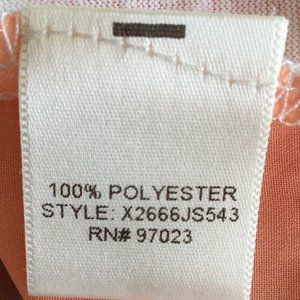 100% POLYESTER
STYLE: X2666JS543
RN# 97023